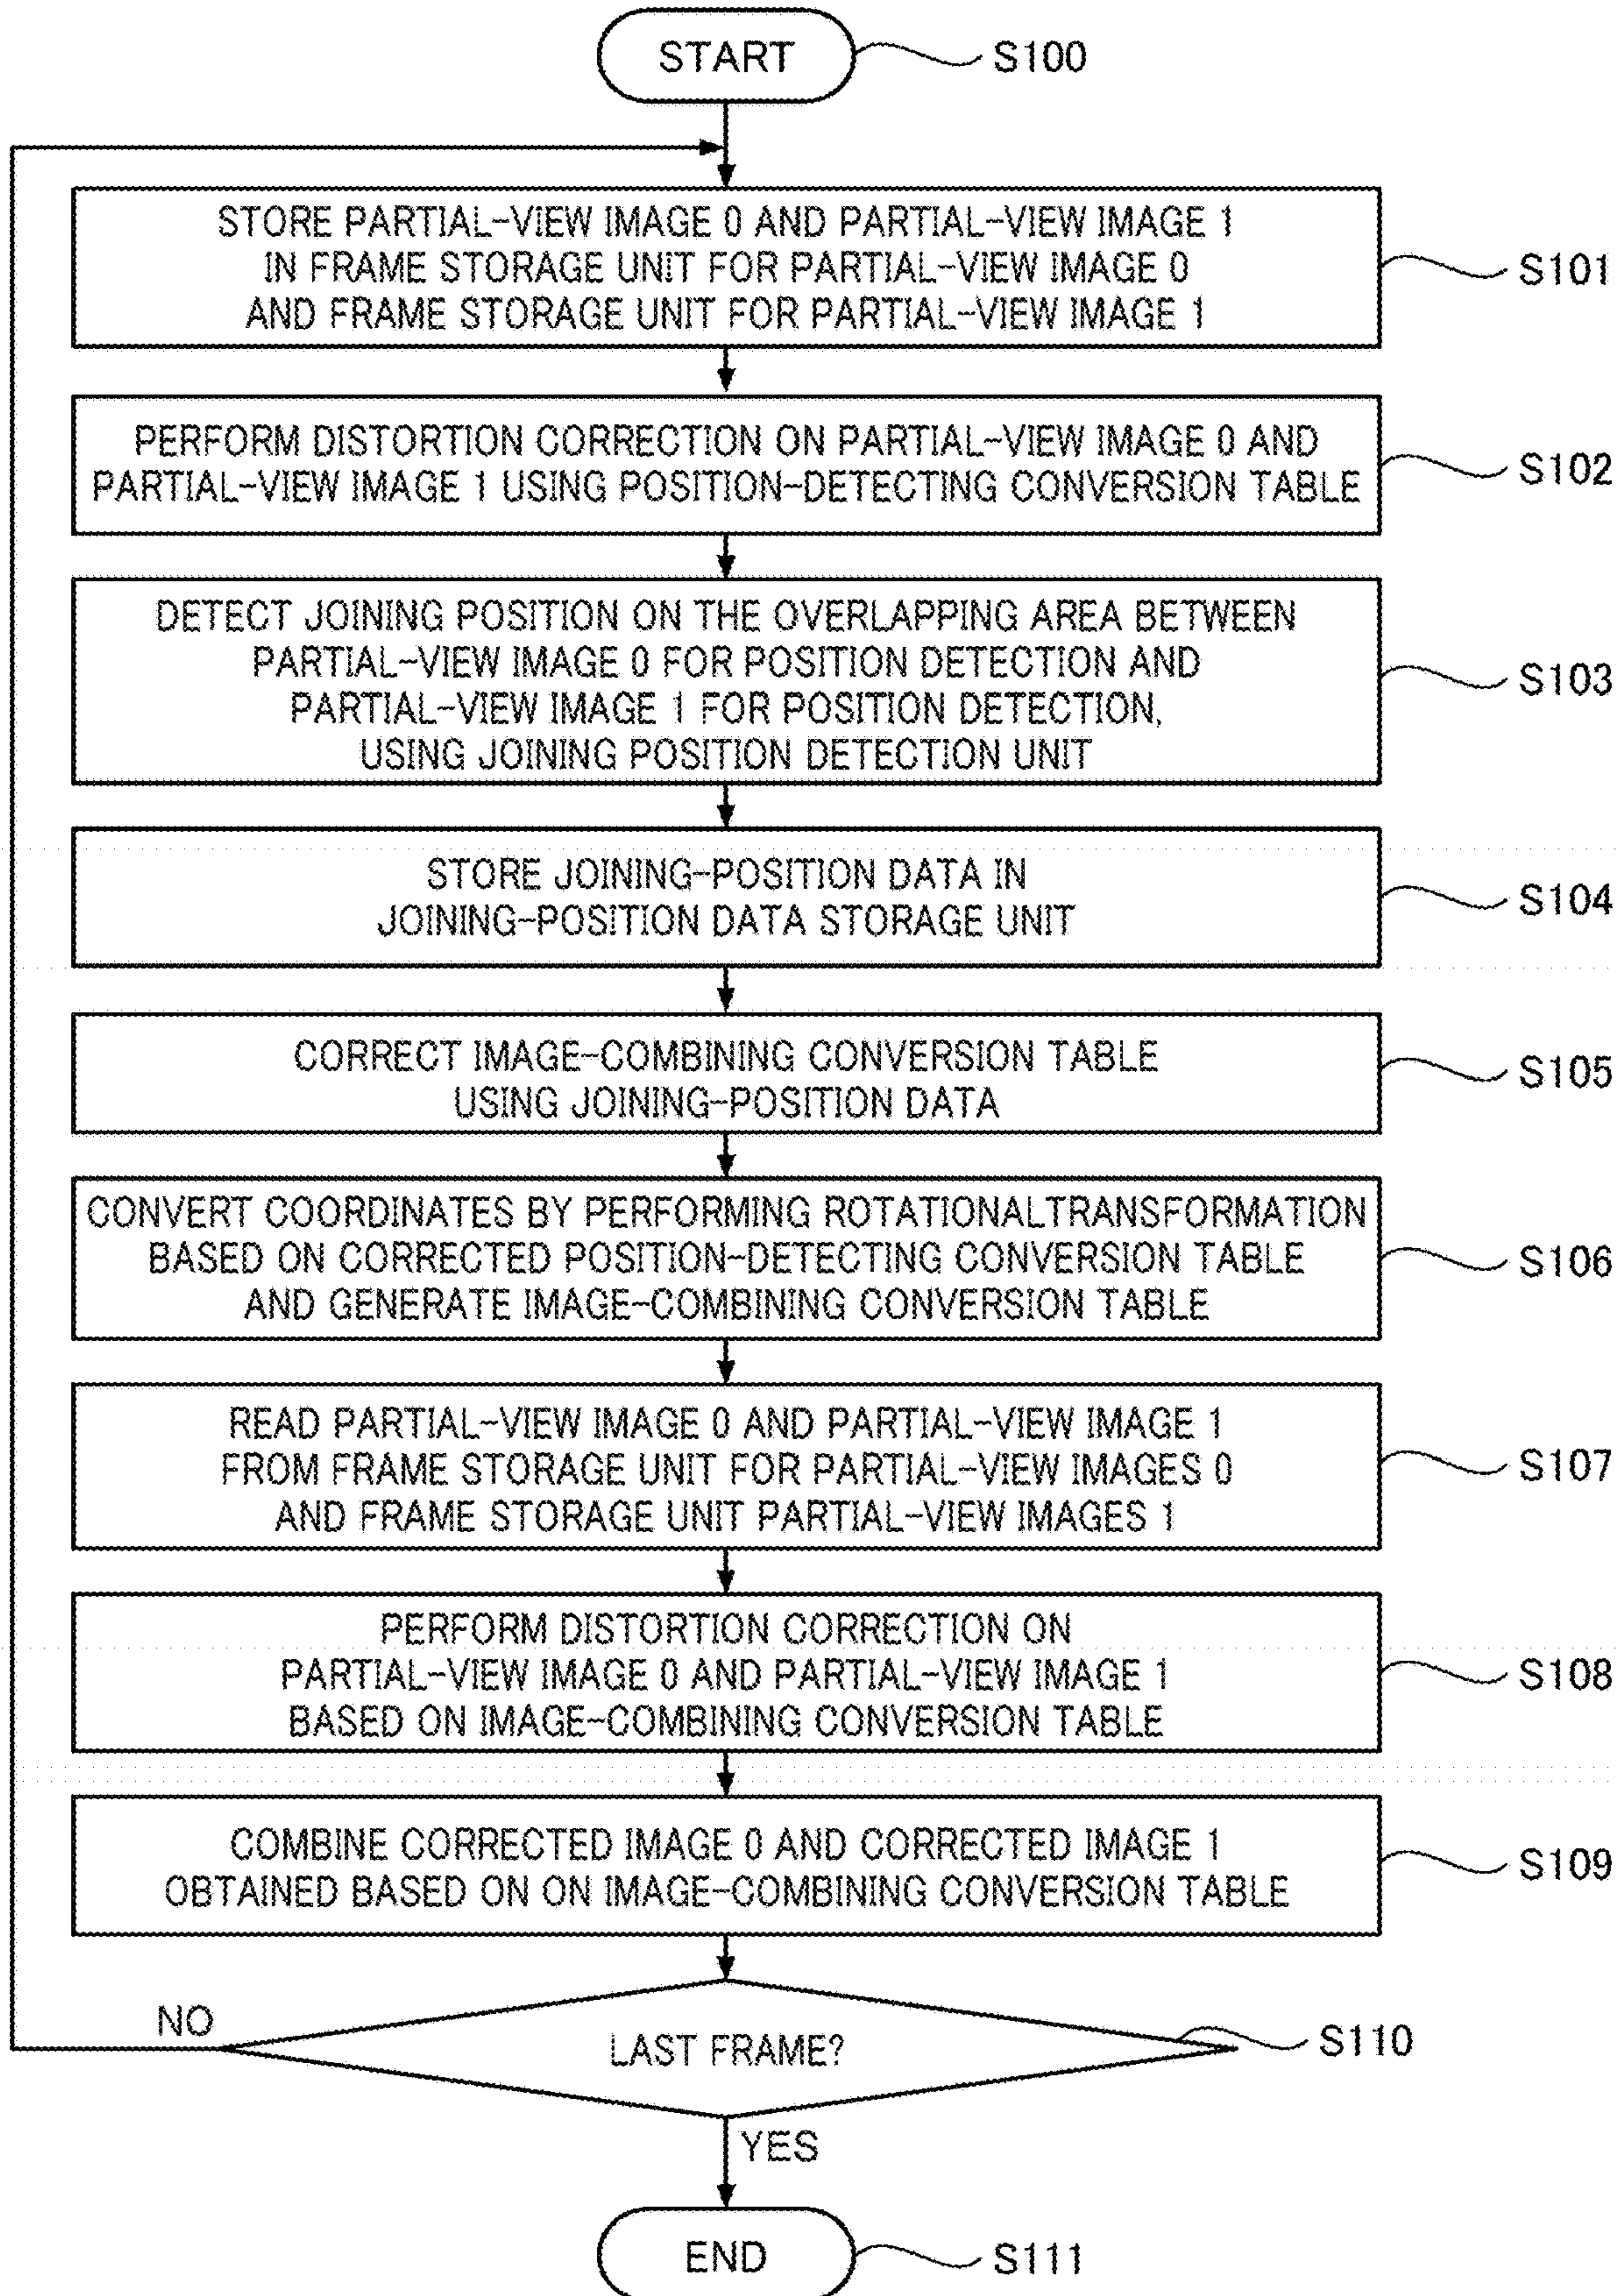 START
S100
STORE PARTIAL-VIEW IMAGE 0 AND PARTIAL-VIEW IMAGE 1
IN FRAME STORAGE UNIT FOR PARTIAL-VIEW IMAGE 0
AND FRAME STORAGE UNIT FOR PARTIAL-VIEW IMAGE 1
S101
PERFORM DISTORTION CORRECTION ON PARTIAL-VIEW IMAGE 0 AND
PARTIAL-VIEW IMAGE 1 USING POSITION-DETECTING CONVERSION TABLE
S102
DETECT JOINING POSITION ON THE OVERLAPPING AREA BETWEEN
PARTIAL-VIEW IMAGE 0 FOR POSITION DETECTION AND
PARTIAL-VIEW IMAGE 1 FOR POSITION DETECTION,
USING JOINING POSITION DETECTION UNIT
S103
STORE JOINING-POSITION DATA IN
JOINING-POSITION DATA STORAGE UNIT
S104
CORRECT IMAGE-COMBINING CONVERSION TABLE
USING JOINING-POSITION DATA
S105
CONVERT COORDINATES BY PERFORMING ROTATIONALTRANSFORMATION
BASED ON CORRECTED POSITION-DETECTING CONVERSION TABLE
AND GENERATE IMAGE-COMBINING CONVERSION TABLE
S106
READ PARTIAL-VIEW IMAGE 0 AND PARTIAL-VIEW IMAGE 1
FROM FRAME STORAGE UNIT FOR PARTIAL-VIEW IMAGES 0
AND FRAME STORAGE UNIT PARTIAL-VIEW IMAGES 1
S107
PERFORM DISTORTION CORRECTION ON
PARTIAL-VIEW IMAGE 0 AND PARTIAL-VIEW IMAGE 1
BASED ON IMAGE-COMBINING CONVERSION TABLE
S108
COMBINE CORRECTED IMAGE 0 AND CORRECTED IMAGE 1
OBTAINED BASED ON ON IMAGE-COMBINING CONVERSION TABLE
S109
NO
LAST FRAME?
S110
YES
END
S111